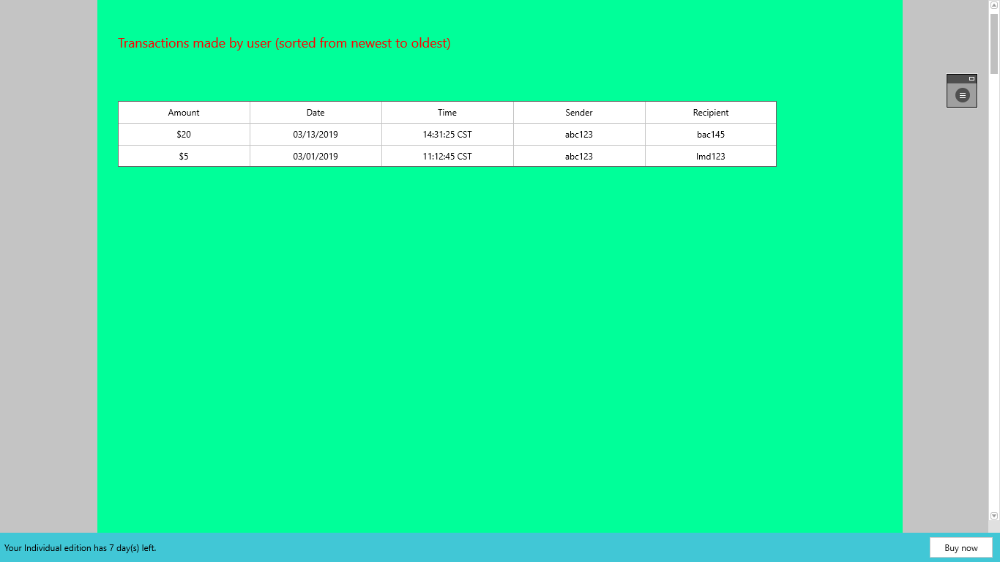 Transactions made by user (sorted from newest to oldest)
Amount Date Time Sender Recipient
$20 03/13/2019 14:31:25 CST abc123 bac145
$5 03/01/2019 11:12:45 CST abc123 lmd123
Your Individual edition has 7 day(s) left.
Buy now